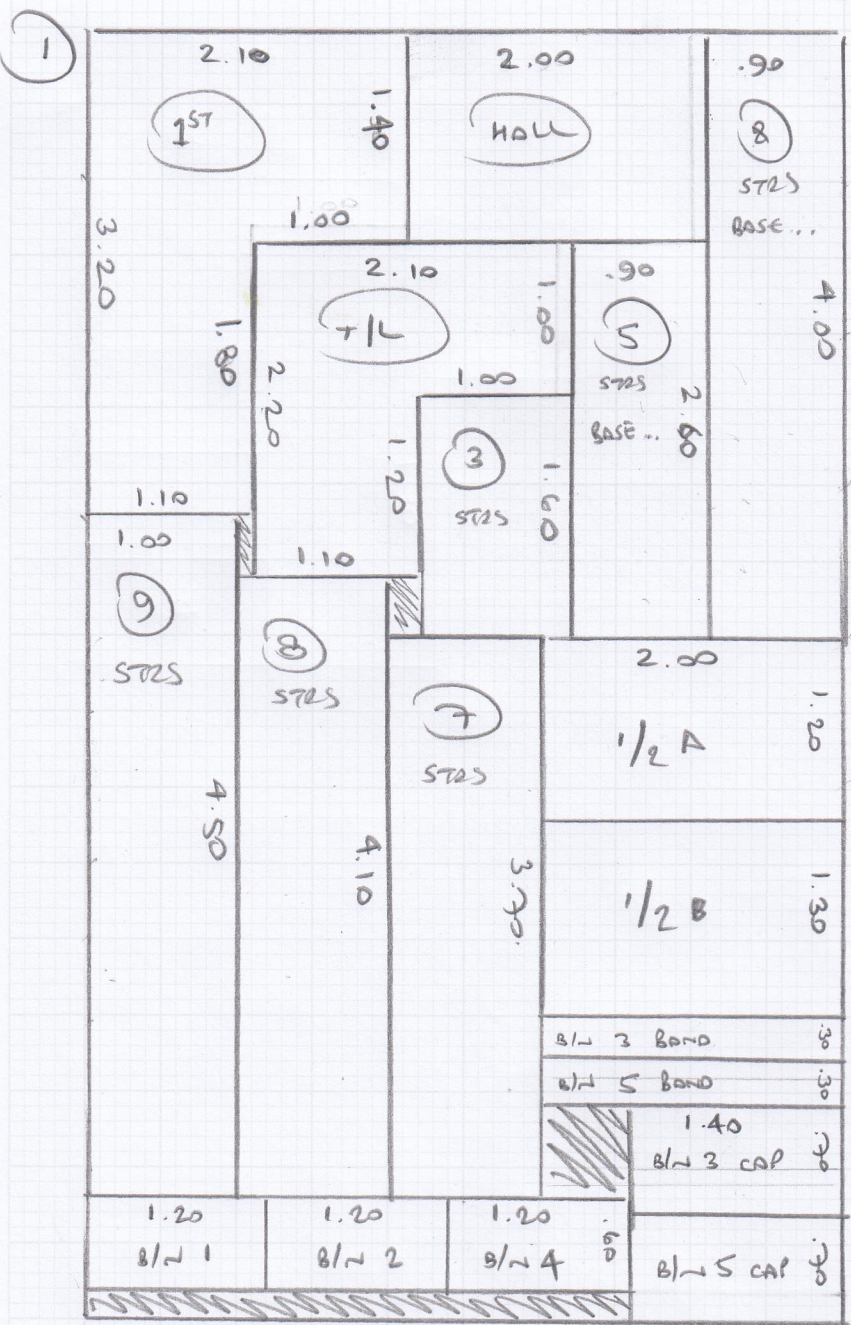 1
2.10
1.40
1ST
1.00
3.20
1.80
1.10
2.00
HALL
.90
8
STRS
BASE...
4.00
2.10
T/L
1.00
2.20
1.00
1.20
1.10
.90
5
STRS
BASE...
2.60
3
STRS
1.60
1.00
9
STRS
4.50
8
STRS
4.10
7
STRS
3.70
2.00
1/2 A
1.20
1/2 B
1.30
B/N 3 BAND .30
B/N 5 BAND .30
1.40
B/N 3 CAP .70
B/N 5 CAP .70
1.20
B/N 1
1.20
B/N 2
1.20
B/N 4
.60